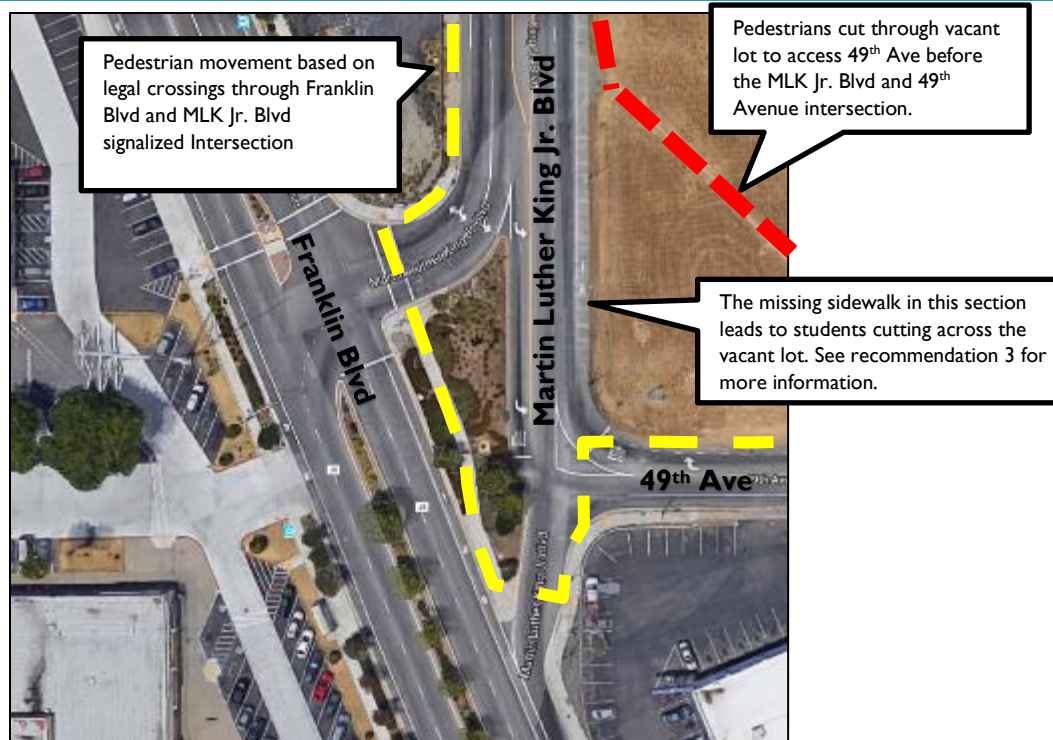 Pedestrian movement based on
legal crossings through Franklin
Blvd and MLK Jr. Blvd
signalized Intersection
Pedestrians cut through vacant
lot to access 49th Ave before
the MLK Jr. Blvd and 49th
Avenue intersection.
Martin Luther King Jr. Blvd
Franklin Blvd
The missing sidewalk in this section
leads to students cutting across the
vacant lot. See recommendation 3 for
more information.
49th Ave